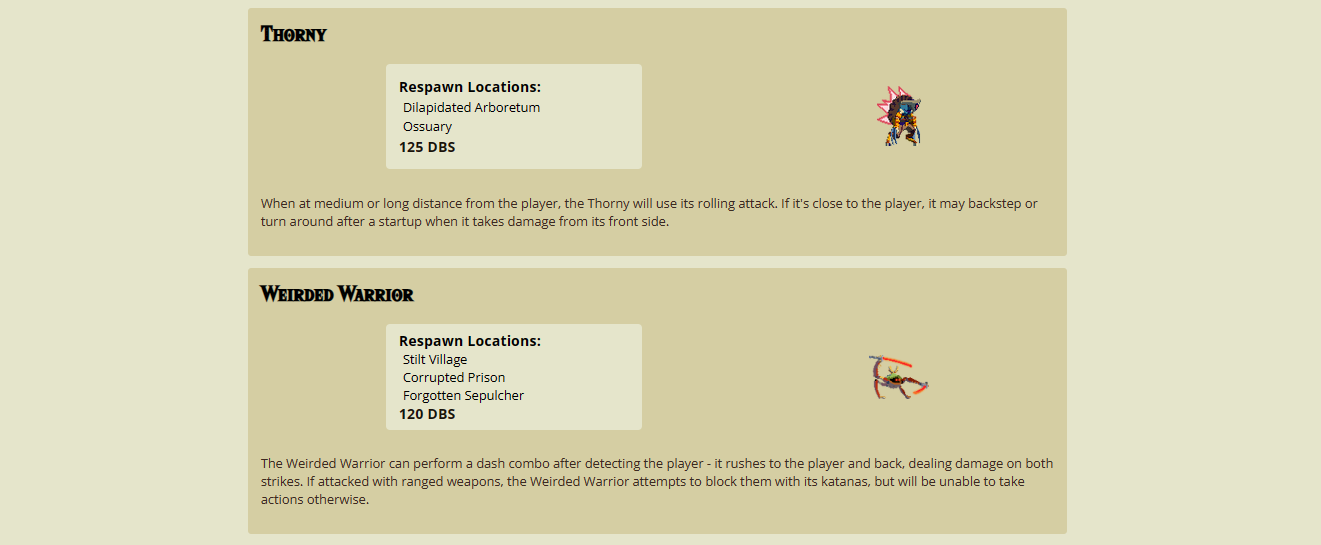 Thorny
Respawn Locations:
Dilapidated Arboretum
Ossuary
125 DBS
When at medium or long distance from the player, the Thorny will use its rolling attack. If it's close to the player, it may backstep or
turn around after a startup when it takes damage from its front side.
Weirded Warrior
Respawn Locations:
Stilt Village
Corrupted Prison
Forgotten Sepulcher
120 DBS
The Weirded Warrior can perform a dash combo after detecting the player - it rushes to the player and back, dealing damage on both
strikes. If attacked with ranged weapons, the Weirded Warrior attempts to block them with its katanas, but will be unable to take
actions otherwise.